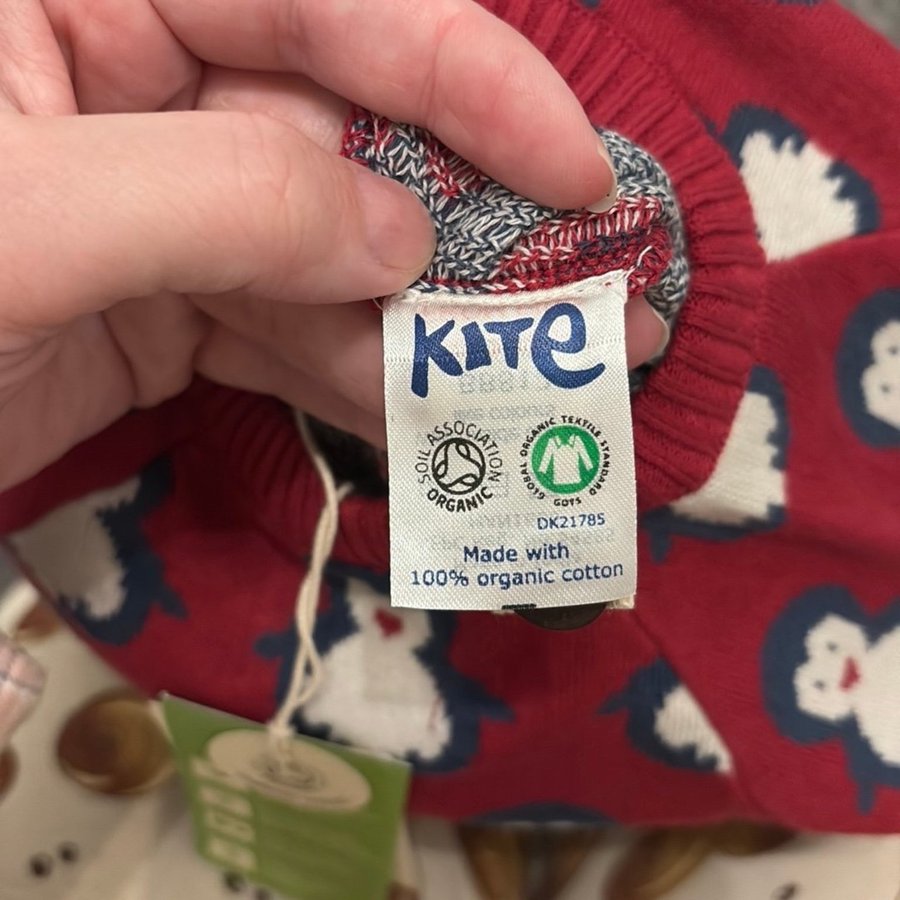 KITe
SOIL ASSOCIATION
ORGANIC
GLOBAL ORGANIC TEXTILE STANDARD
GOTS
DK21785
Made with
100% organic cotton